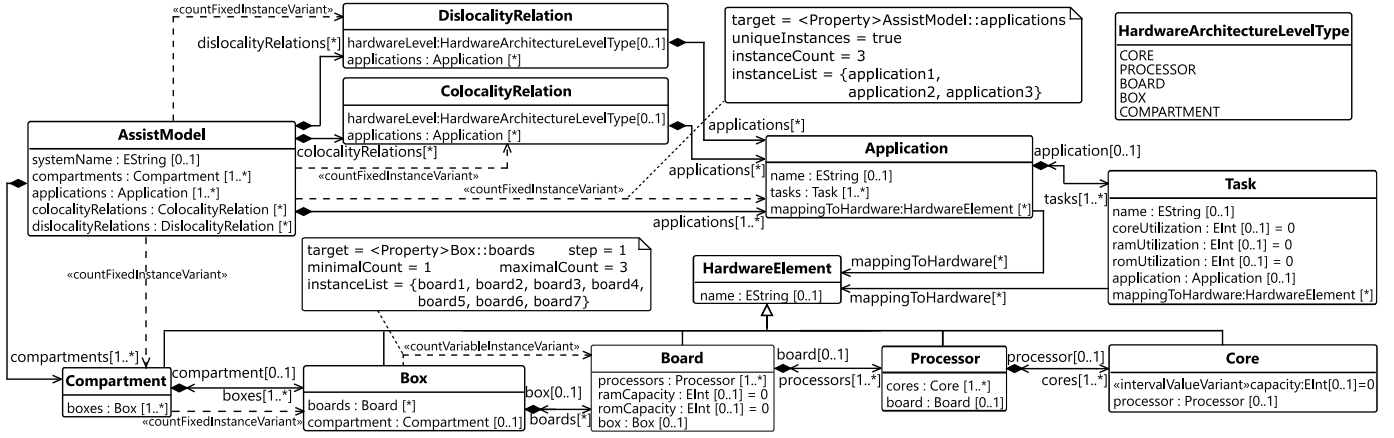 «countFixedInstanceVariant»
dislocalityRelations[*]
DislocalityRelation
hardwareLevel:HardwareArchitectureLevelType[0..1]
applications : Application [*]
ColocalityRelation
hardwareLevel:HardwareArchitectureLevelType[0..1]
applications : Application [*]
target = <Property>AssistModel::applications
uniqueInstances = true
instanceCount = 3
instanceList = {application1,
application2, application3}
HardwareArchitectureLevelType
CORE
PROCESSOR
BOARD
BOX
COMPARTMENT
AssistModel
systemName : EString [0..1]
compartments : Compartment [1..*]
applications : Application [1..*]
colocalityRelations : ColocalityRelation [*]
dislocalityRelations : DislocalityRelation [*]
colocalityRelations[*]
«countFixedInstanceVariant»
«countFixedInstanceVariant»
applications[*]
applications[*]
applications[1..*]
Application
name : EString [0..1]
tasks : Task [1..*]
mappingToHardware:HardwareElement [*]
application[0..1]
tasks[1..*]
Task
name : EString [0..1]
coreUtilization : EInt [0..1] = 0
ramUtilization : EInt [0..1] = 0
romUtilization : EInt [0..1] = 0
application : Application [0..1]
mappingToHardware:HardwareElement [*]
«countFixedInstanceVariant»
target = <Property>Box::boards step = 1
minimalCount = 1 maximalCount = 3
instanceList = {board1, board2, board3, board4,
board5, board6, board7}
HardwareElement
name : EString [0..1]
mappingToHardware[*]
mappingToHardware[*]
compartments[1..*]
Compartment
boxes : Box [1..*]
compartment[0..1]
boxes[1..*]
«countFixedInstanceVariant»
«countVariableInstanceVariant»
Box
boards : Board [*]
compartment : Compartment [0..1]
box[0..1]
boards[*]
Board
processors : Processor [1..*]
ramCapacity : EInt [0..1] = 0
romCapacity : EInt [0..1] = 0
box : Box [0..1]
board[0..1]
processors[1..*]
Processor
cores : Core [1..*]
board : Board [0..1]
processor[0..1]
cores[1..*]
Core
«intervalValueVariant»capacity:EInt[0..1]=0
processor : Processor [0..1]